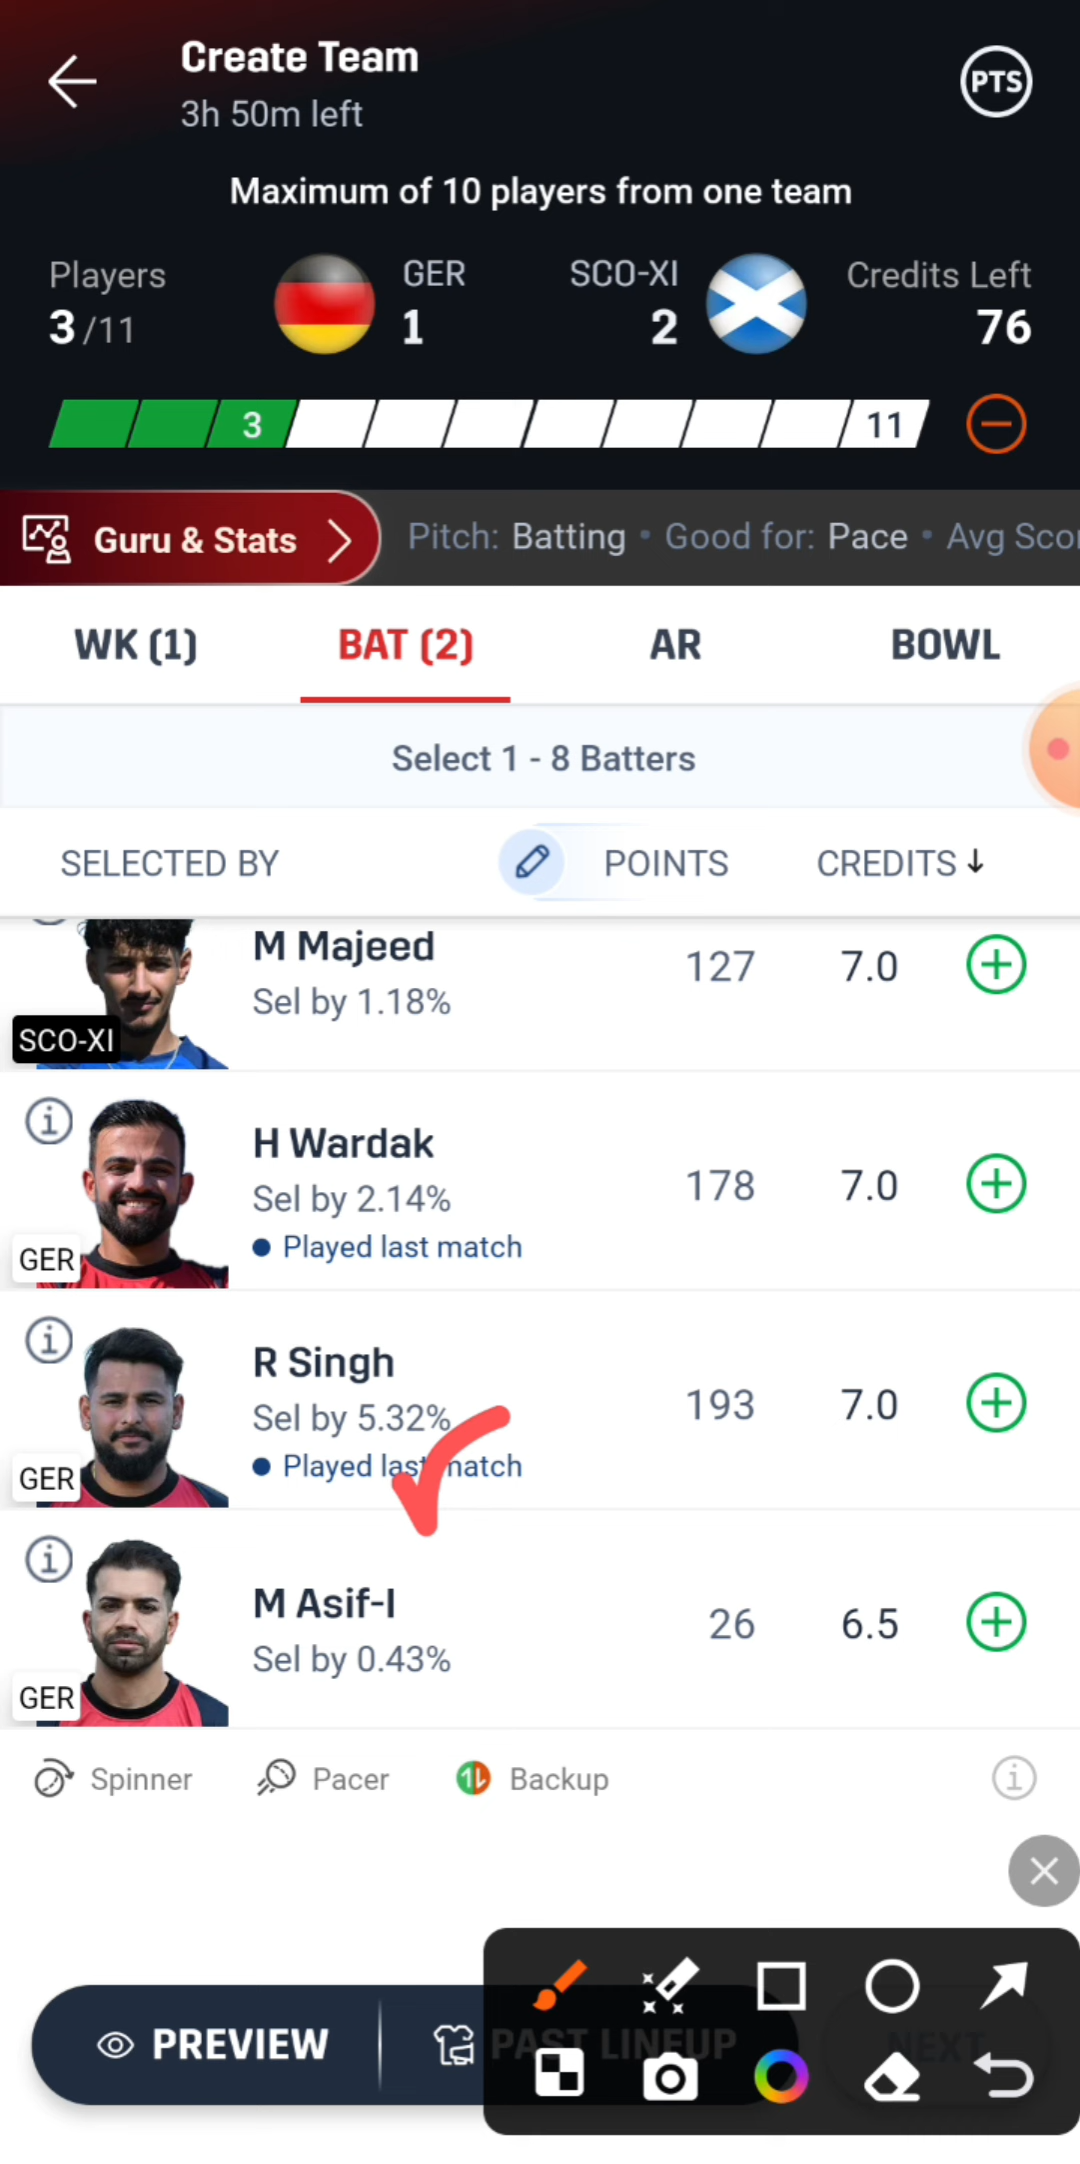 Create Team
3h 50m left
PTS
Maximum of 10 players from one team
Players
3/11
GER
1
SCO-XI
2
Credits Left
76
3
11
Guru & Stats
Pitch: Batting • Good for: Pace • Avg Scor
WK (1)
BAT (2)
AR
BOWL
Select 1 - 8 Batters
SELECTED BY
POINTS
CREDITS ↓
M Majeed
Sel by 1.18%
SCO-XI
127
7.0
H Wardak
Sel by 2.14%
Played last match
GER
178
7.0
R Singh
Sel by 5.32%
Played last match
GER
193
7.0
M Asif-I
Sel by 0.43%
GER
26
6.5
Spinner
Pacer
Backup
PREVIEW
PAST LINEUP
NEXT